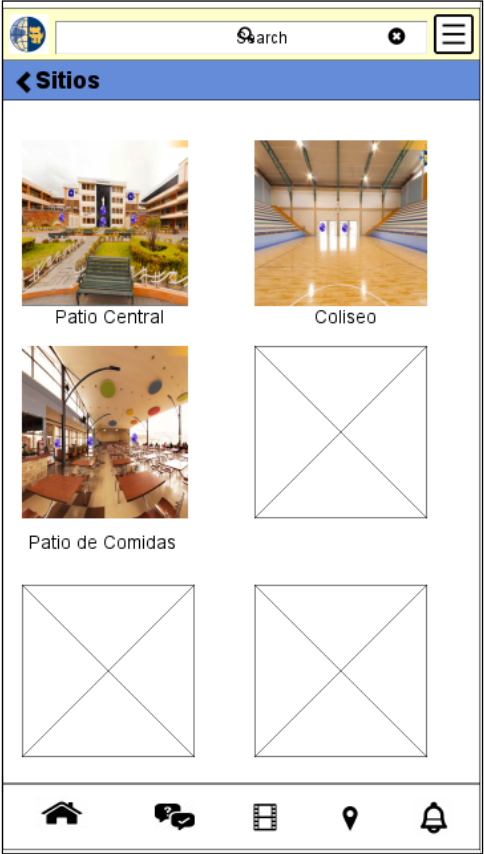 Search
Sitios
Patio Central
Coliseo
Patio de Comidas